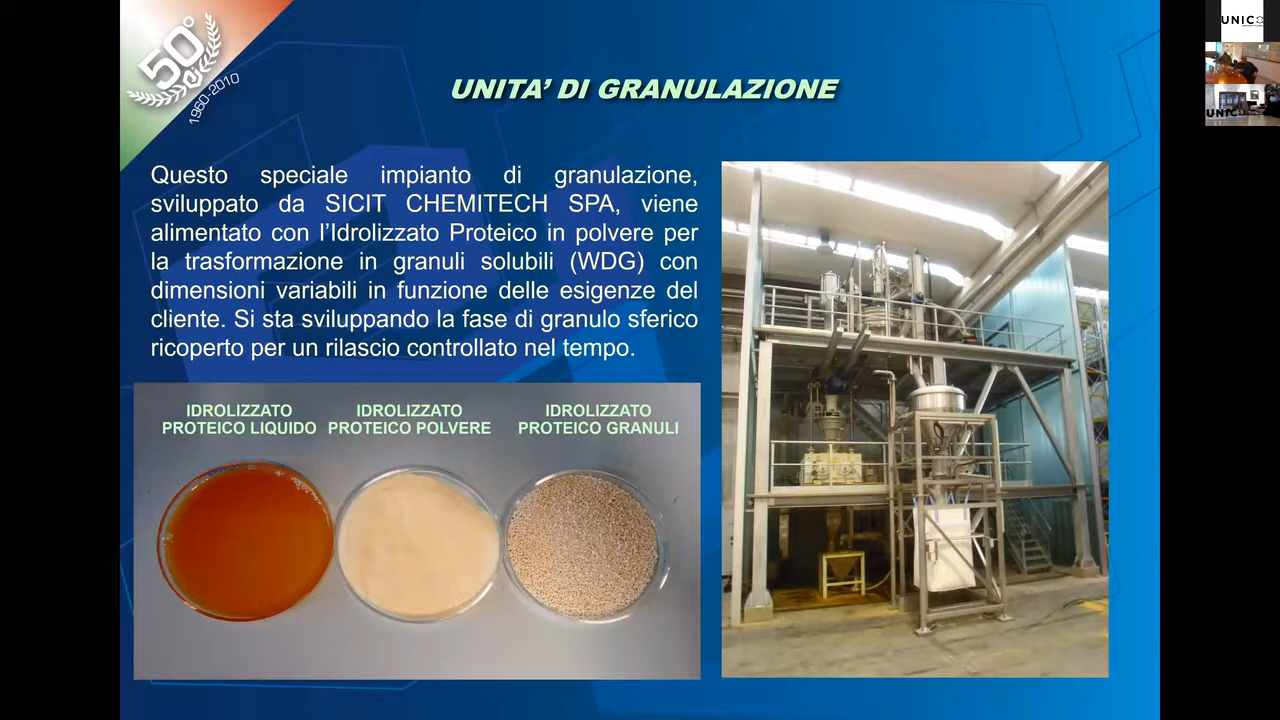 50°
1960-2010
UNITA’ DI GRANULAZIONE
Questo speciale impianto di granulazione,
sviluppato da SICIT CHEMITECH SPA, viene
alimentato con l’Idrolizzato Proteico in polvere per
la trasformazione in granuli solubili (WDG) con
dimensioni variabili in funzione delle esigenze del
cliente. Si sta sviluppando la fase di granulo sferico
ricoperto per un rilascio controllato nel tempo.
IDROLIZZATO
PROTEICO LIQUIDO
IDROLIZZATO
PROTEICO POLVERE
IDROLIZZATO
PROTEICO GRANULI
UNICO
UNICO